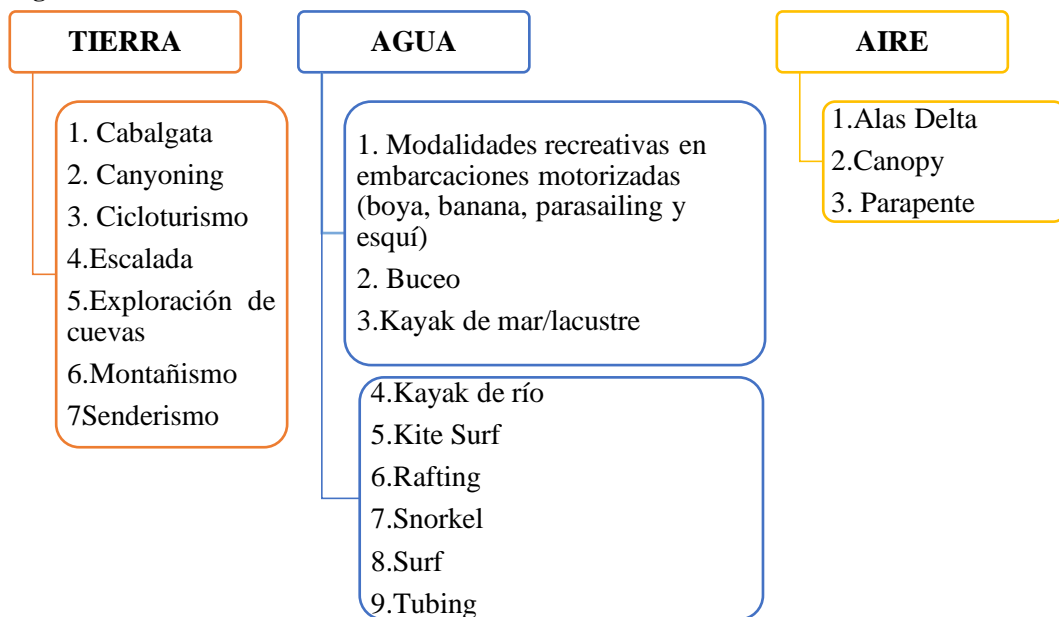 TIERRA
1. Cabalgata
2. Canyoning
3. Cicloturismo
4.Escalada
5.Exploración de
cuevas
6.Montañismo
7Senderismo
AGUA
1. Modalidades recreativas en
embarcaciones motorizadas
(boya, banana, parasailing y
esquí)
2. Buceo
3.Kayak de mar/lacustre
4.Kayak de río
5.Kite Surf
6.Rafting
7.Snorkel
8.Surf
9.Tubing
AIRE
1.Alas Delta
2.Canopy
3. Parapente